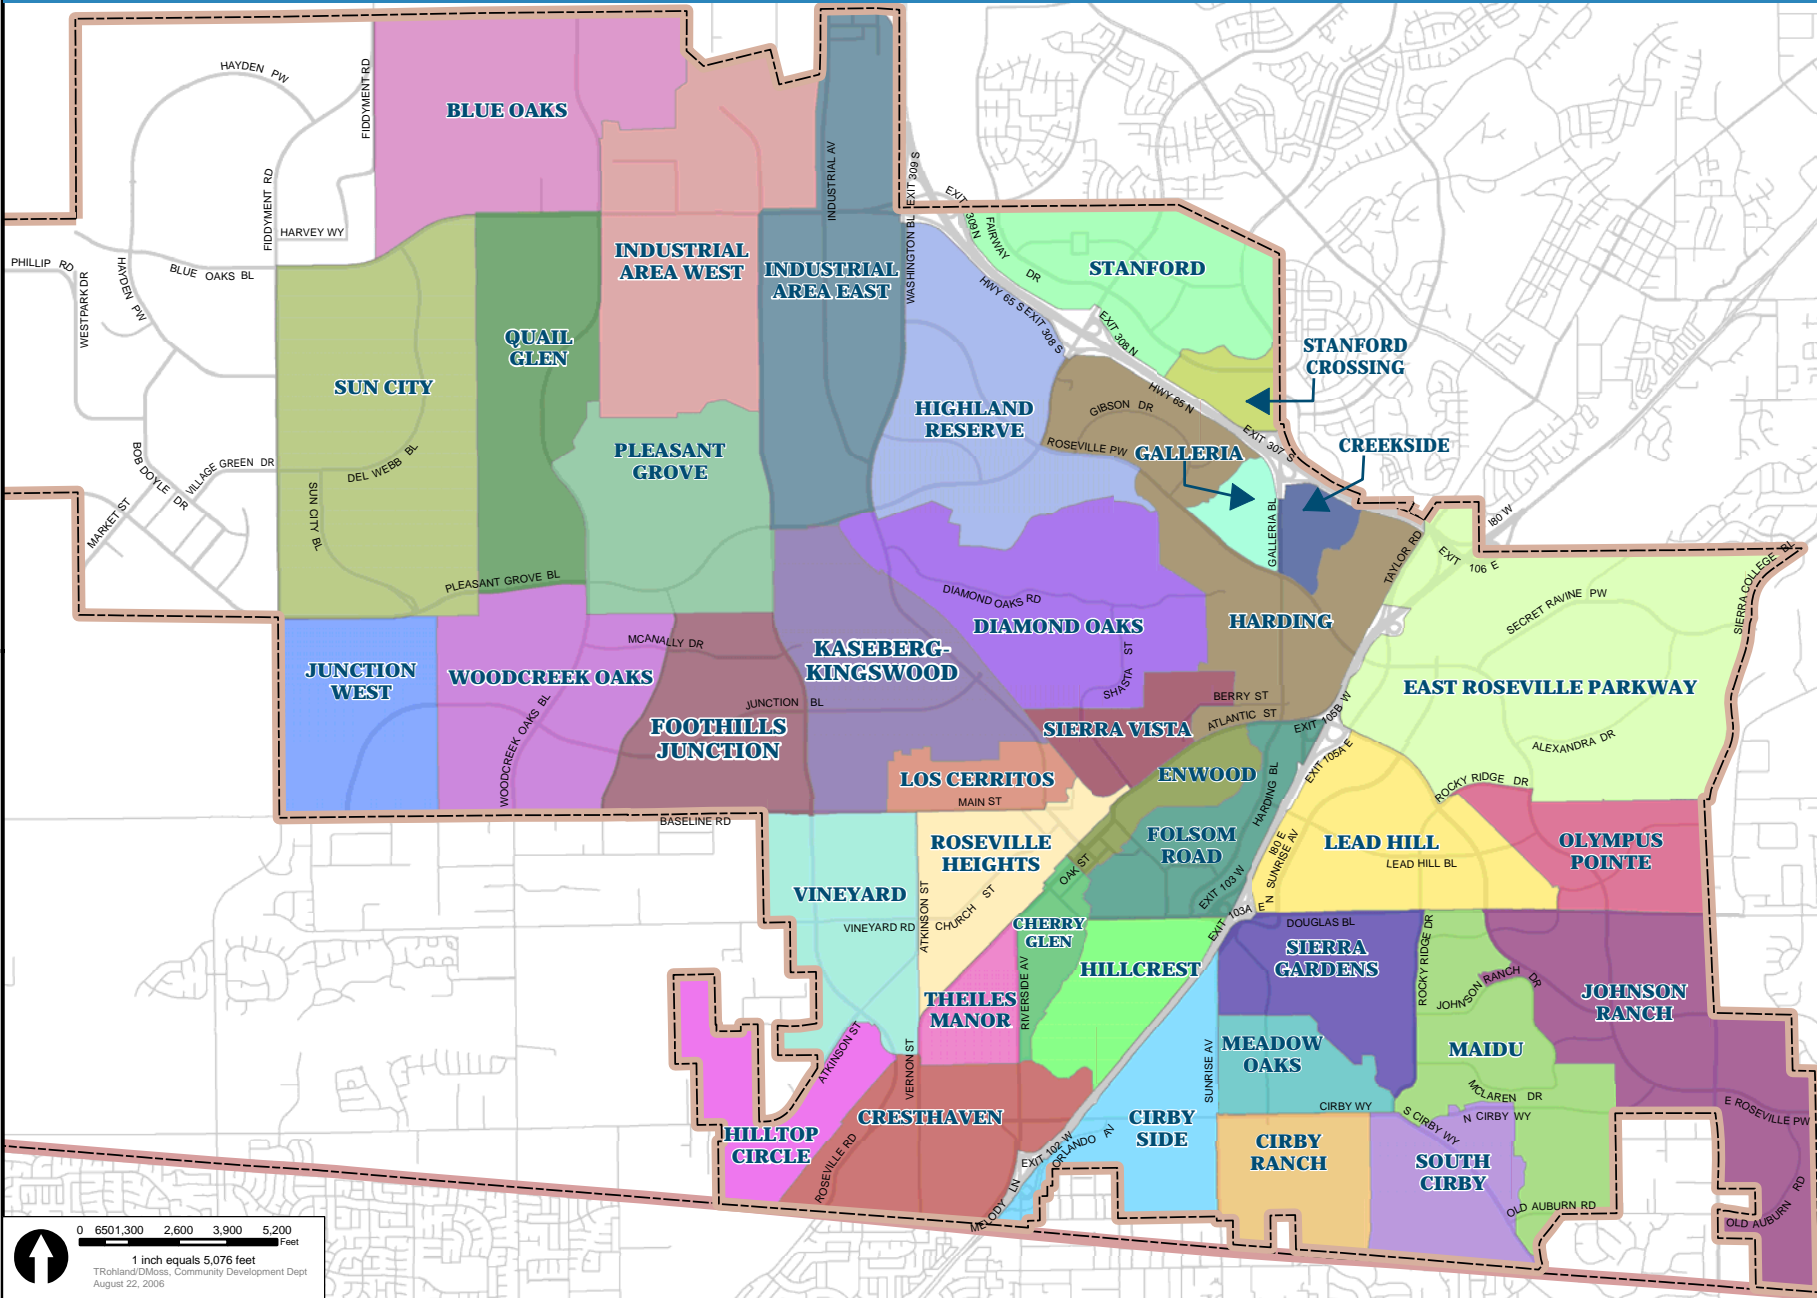 HAYDEN PW
FIDDYMENT RD
BLUE OAKS
INDUSTRIAL AV
EXIT 309 S
WASHINGTON BL
EXIT 309N
FAIRWAY DR
FIDDYMENT RD
HARVEY WY
PHILLIP RD
HAYDEN PW
BLUE OAKS BL
WESTPARK DR
INDUSTRIAL
AREA WEST
INDUSTRIAL
AREA EAST
STANFORD
HWY 65 S
EXIT 308 S
EXIT 308 N
QUAIL
GLEN
STANFORD
CROSSING
SUN CITY
HWY 65 N
GIBSON DR
HIGHLAND
RESERVE
ROSEVILLE PW
GALLERIA
EXIT 307 S
CREEKSIDE
PLEASANT
GROVE
BOB DOYLE DR
VILLAGE GREEN DR
DEL WEBB BL
SUN CITY BL
MARKET ST
GALLERIA BL
TAYLOR RD
I80 W
EXIT 106 E
SIERRA COLLEGE BL
PLEASANT GROVE BL
DIAMOND OAKS RD
SECRET RAVINE PW
DIAMOND OAKS
HARDING
MCANALLY DR
KASEBERG-
KINGSWOOD
SHASTA ST
JUNCTION
WEST
WOODCREEK OAKS
WOODCREEK OAKS BL
EAST ROSEVILLE PARKWAY
BERRY ST
JUNCTION BL
FOOTHILLS
JUNCTION
SIERRA VISTA
ATLANTIC ST
EXIT 105B W
EXIT 105A E
ALEXANDRA DR
LOS CERRITOS
ENWOOD
HARDING BL
ROCKY RIDGE DR
MAIN ST
BASELINE RD
ROSEVILLE
HEIGHTS
FOLSOM
ROAD
I80 E
N SUNRISE AV
LEAD HILL
LEAD HILL BL
OLYMPUS
POINTE
OAK ST
EXIT 103 W
VINEYARD
ATKINSON ST
CHURCH ST
VINEYARD RD
CHERRY
GLEN
EXIT 103A E
DOUGLAS BL
ROCKY RIDGE DR
SIERRA
GARDENS
HILLCREST
JOHNSON RANCH DR
JOHNSON
RANCH
THEILES
MANOR
RIVERSIDE AV
ATKINSON ST
VERNON ST
SUNRISE AV
MEADOW
OAKS
MAIDU
MCLAREN DR
CRESTHAVEN
CIRBY WY
S CIRBY WY
N CIRBY WY
E ROSEVILLE PW
HILLTOP
CIRCLE
CIRBY
SIDE
CIRBY
RANCH
SOUTH
CIRBY
EXIT 102 W
ORLANDO AV
ROSEVILLE RD
MELODY LN
OLD AUBURN RD
OLD AUBURN RD
0 650 1,300 2,600 3,900 5,200
Feet
1 inch equals 5,076 feet
TRohland/DMoss, Community Development Dept
August 22, 2006